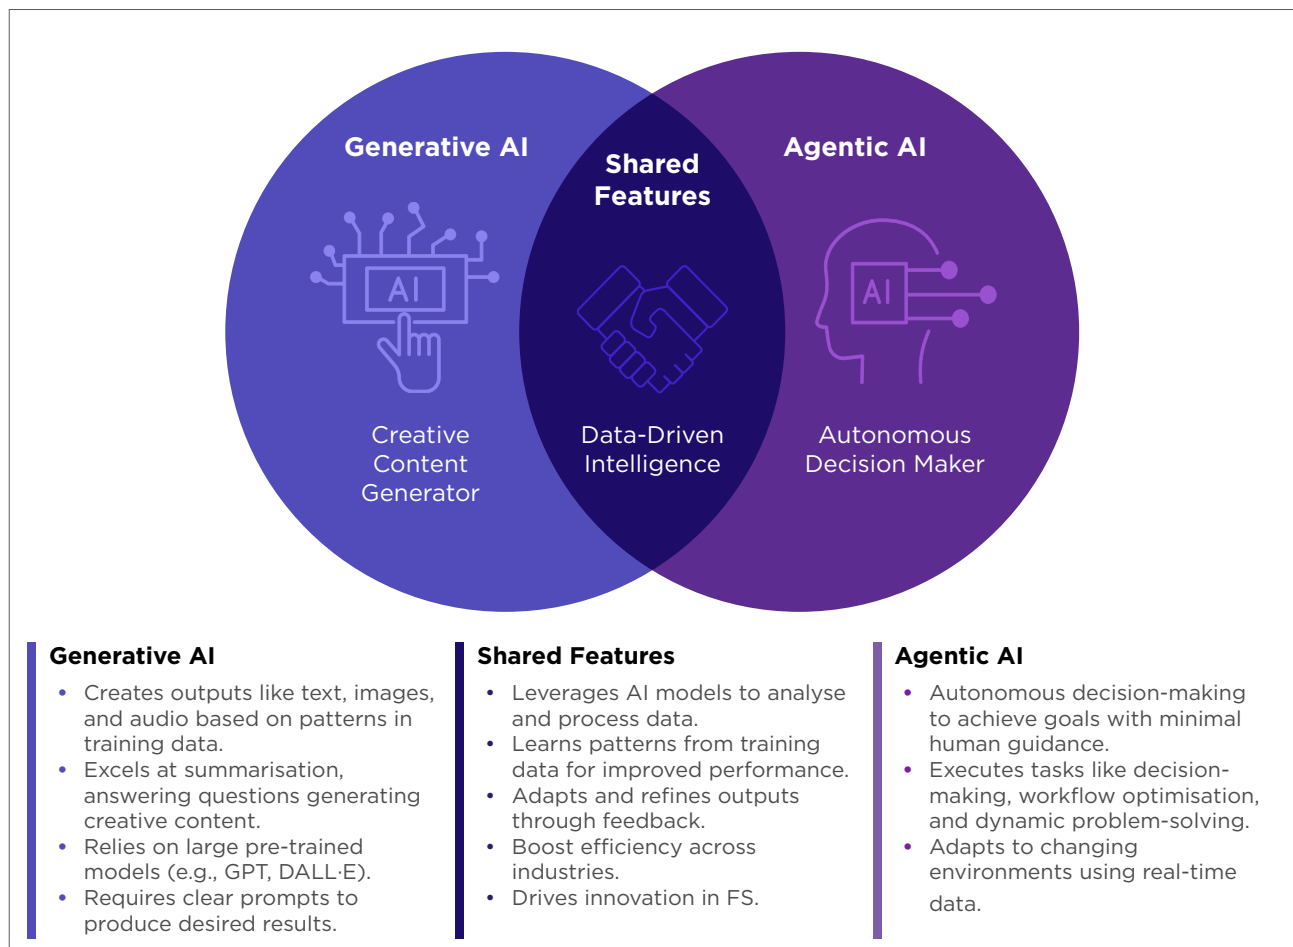 Generative AI
Shared
Features
Agentic AI
AI
AI
Creative
Content
Generator
Data-Driven
Intelligence
Autonomous
Decision Maker
Generative AI
• Creates outputs like text, images,
and audio based on patterns in
training data.
• Excels at summarisation,
answering questions generating
creative content.
• Relies on large pre-trained
models (e.g., GPT, DALL·E).
• Requires clear prompts to
produce desired results.
Shared Features
• Leverages AI models to analyse
and process data.
• Learns patterns from training
data for improved performance.
• Adapts and refines outputs
through feedback.
• Boost efficiency across
industries.
• Drives innovation in FS.
Agentic AI
• Autonomous decision-making
to achieve goals with minimal
human guidance.
• Executes tasks like decision-
making, workflow optimisation,
and dynamic problem-solving.
• Adapts to changing
environments using real-time
data.